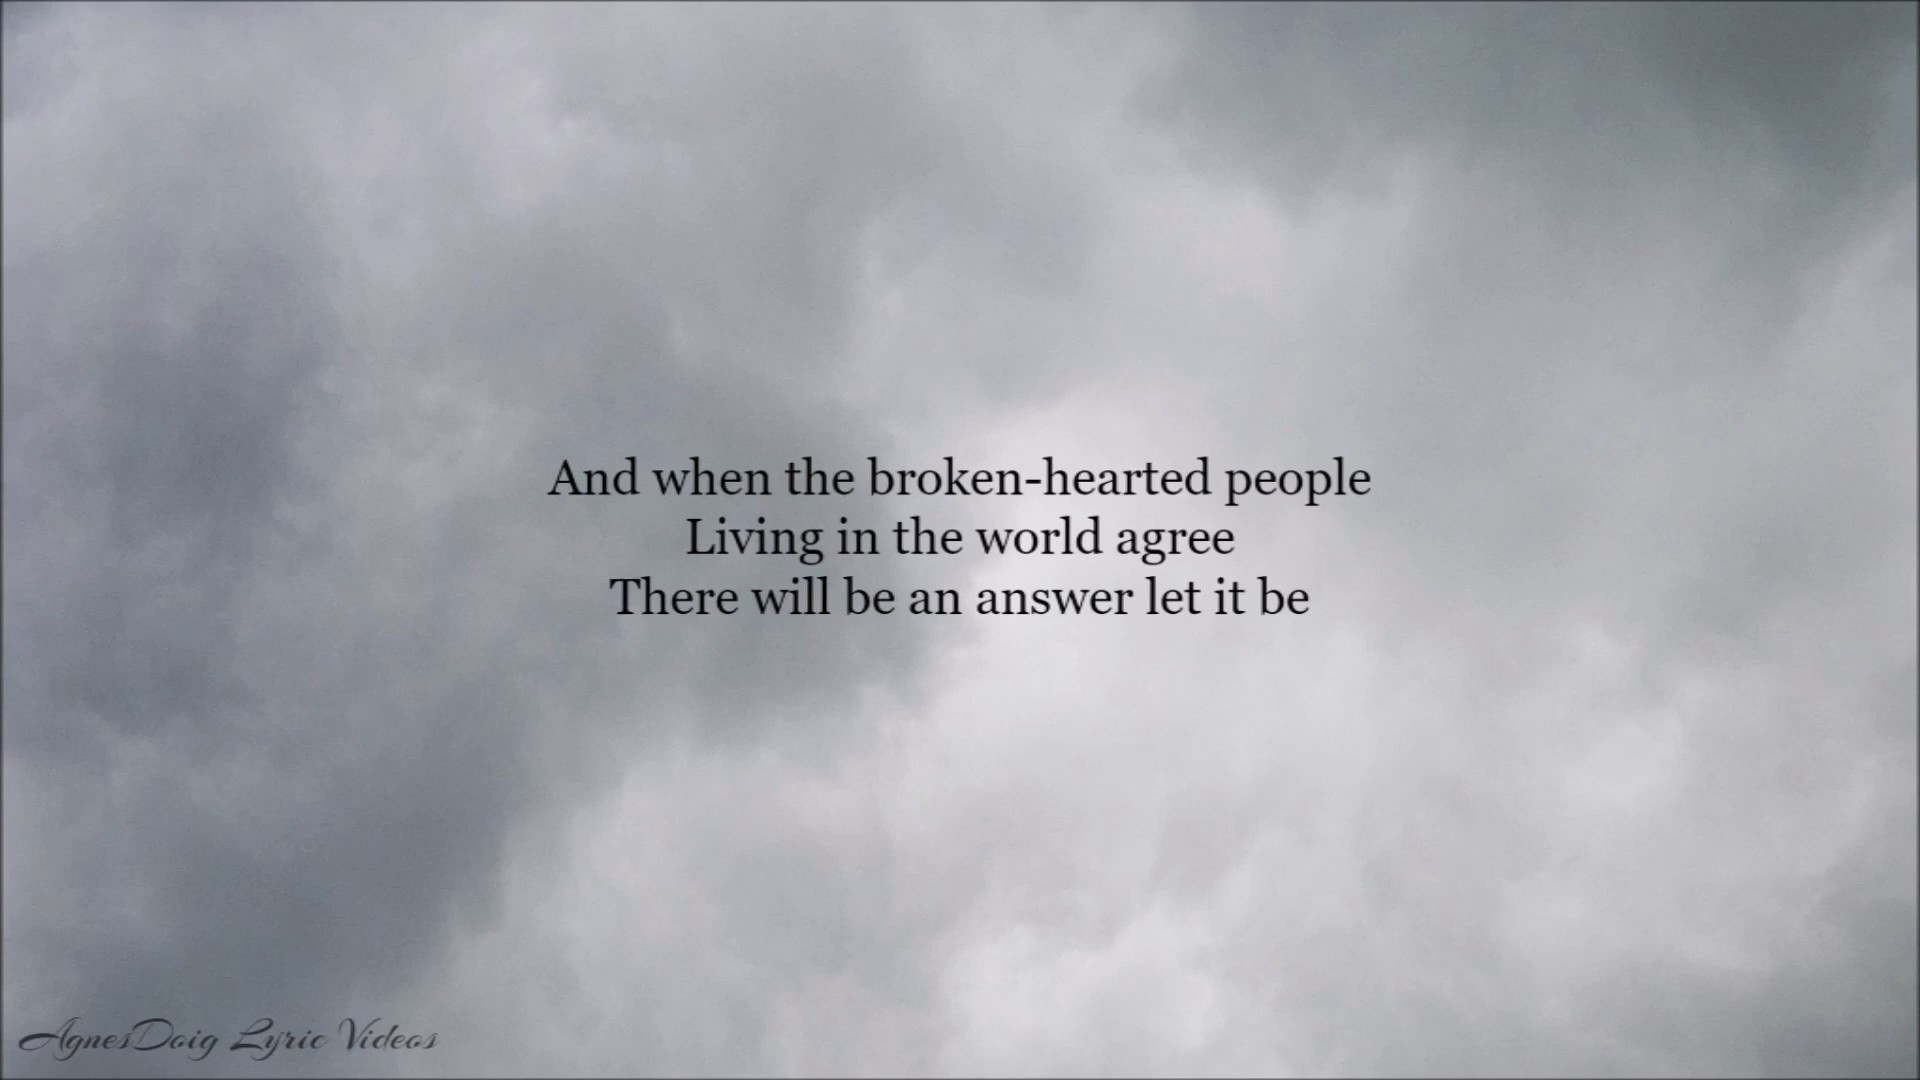 And when the broken-hearted people
Living in the world agree
There will be an answer let it be
AgnesDoig Lyric Videos